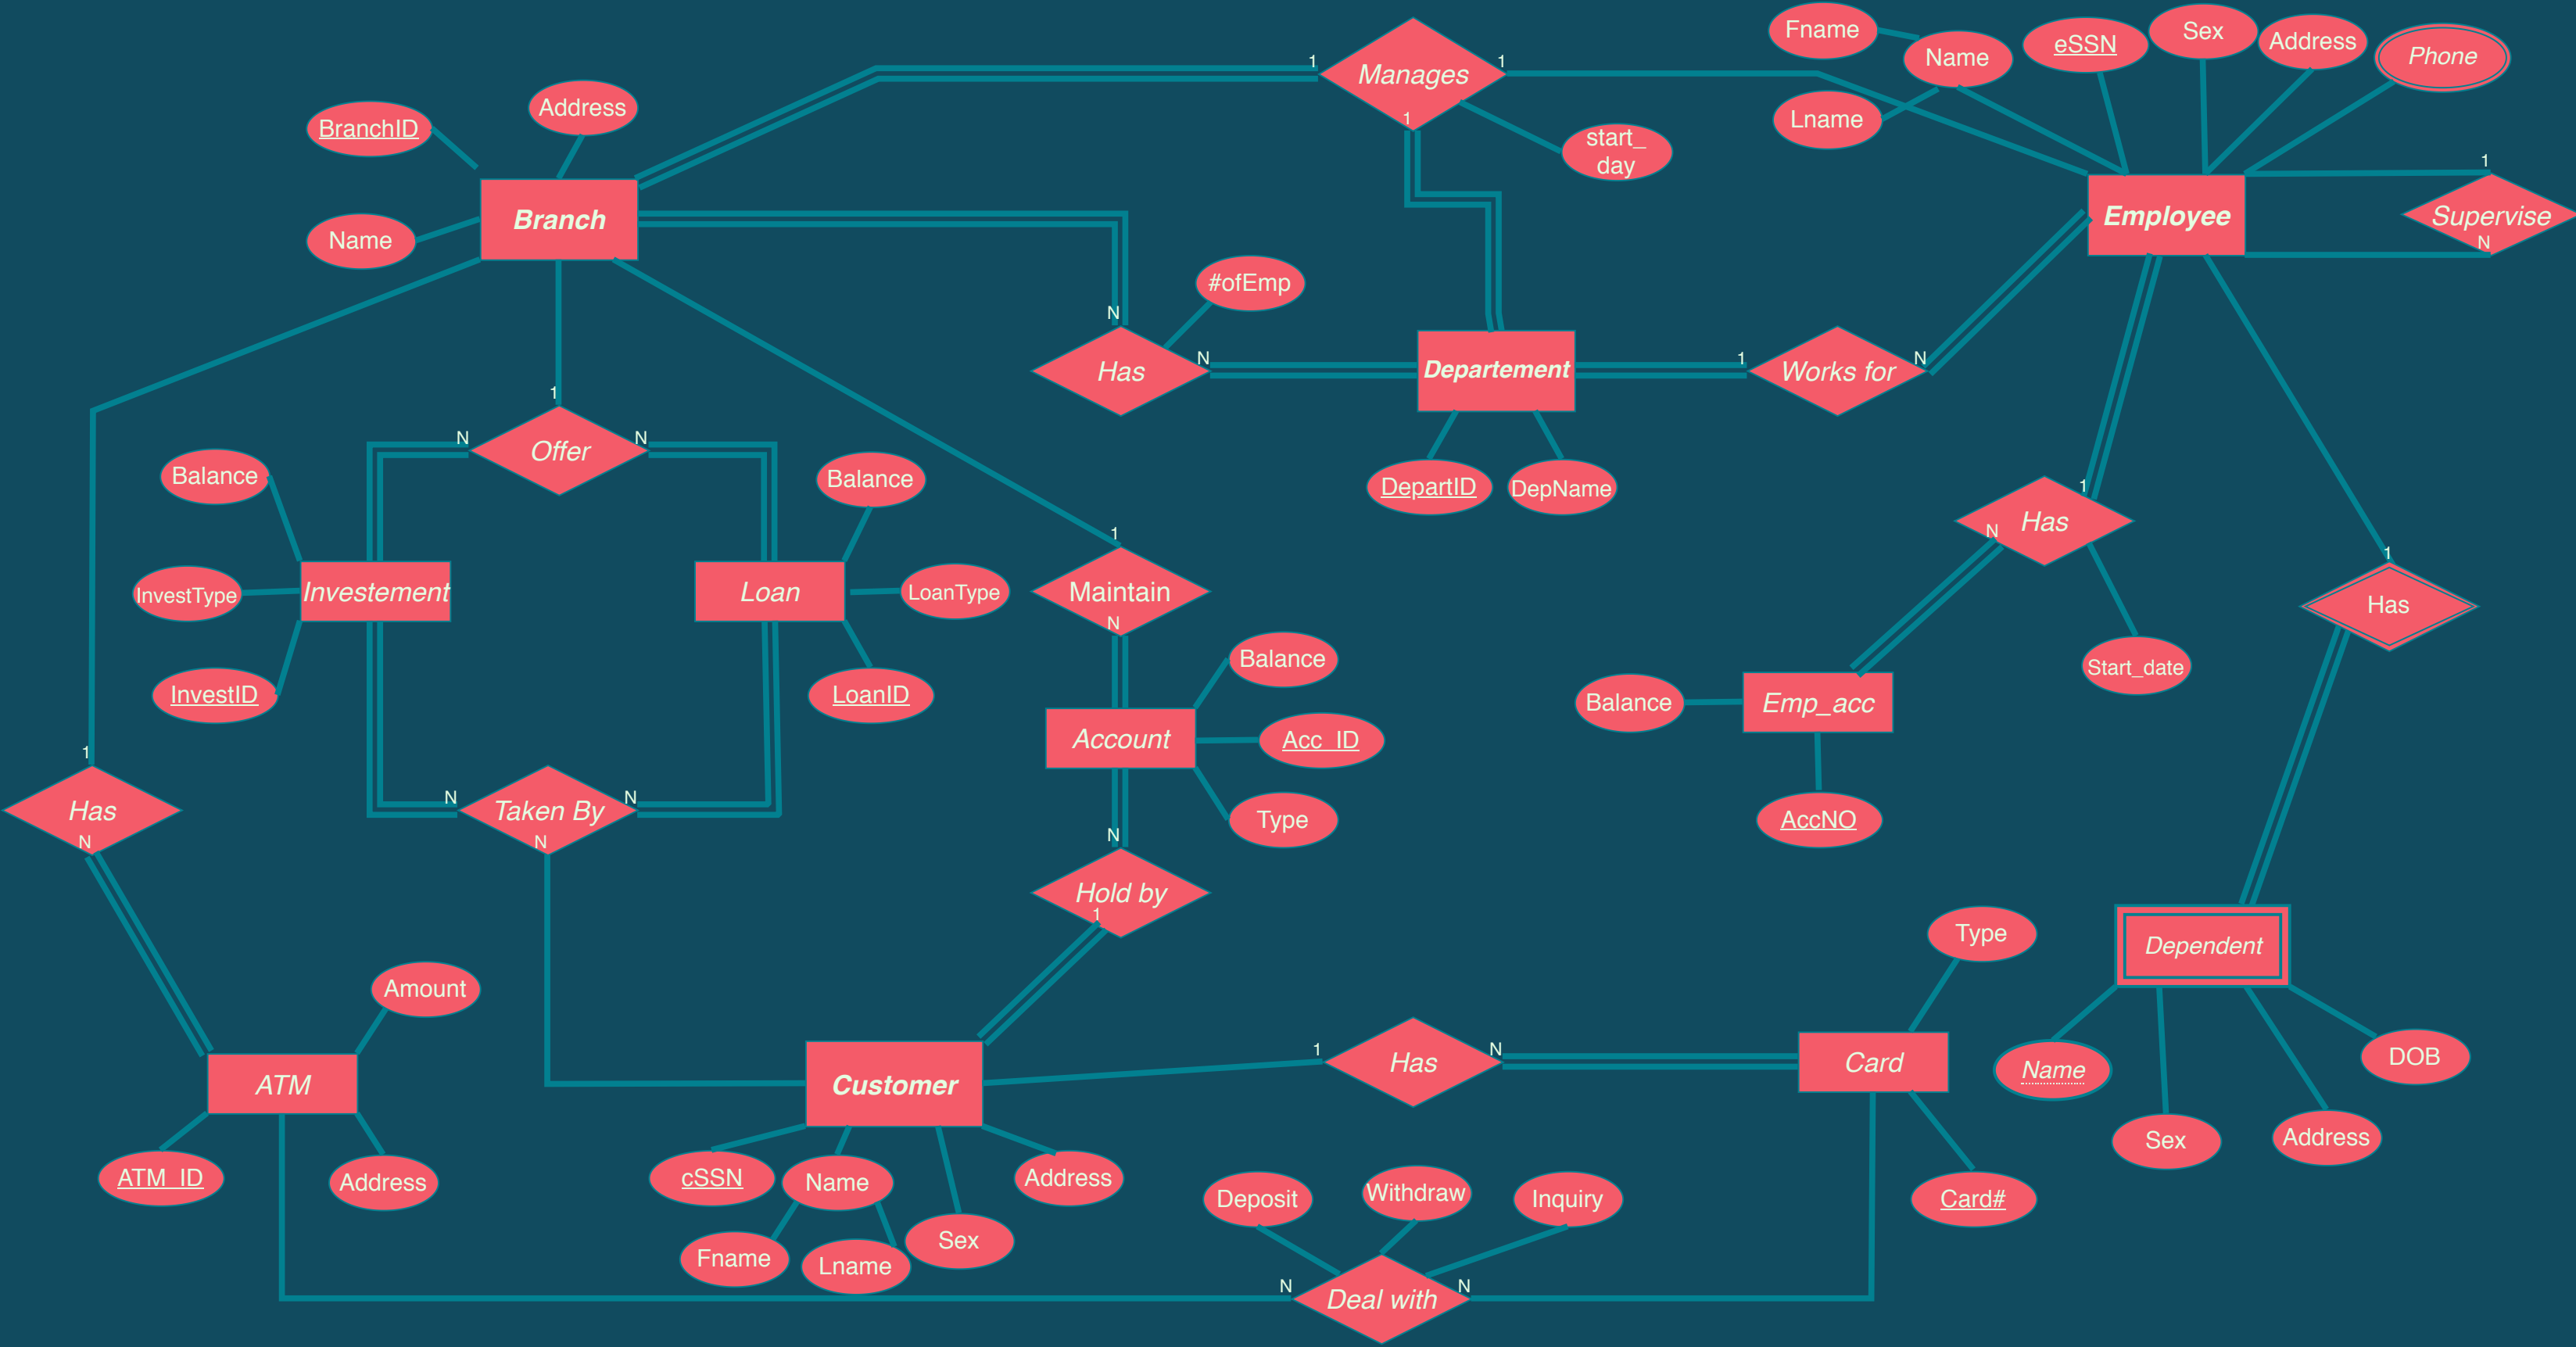 Fname
Name
eSSN
Sex
Address
Phone
Lname
1
Manages
1
1
start_
day
BranchID
Address
Name
Branch
Employee
1
Supervise
N
#ofEmp
N
Has
N
Departement
1
Works for
N
DepartID
DepName
1
Offer
N
N
Balance
InvestType
InvestID
Investement
Balance
Loan
LoanType
LoanID
1
Maintain
N
Balance
Account
Acc_ID
Type
1
Has
N
Start_date
Balance
Emp_acc
AccNO
1
Has
1
Has
N
N
Taken By
N
N
N
Hold by
1
Amount
ATM
ATM_ID
Address
Customer
cSSN
Name
Address
Fname
Lname
Sex
1
Has
N
Type
Card
Card#
Dependent
Name
Sex
Address
DOB
Deposit
Withdraw
Inquiry
N
Deal with
N